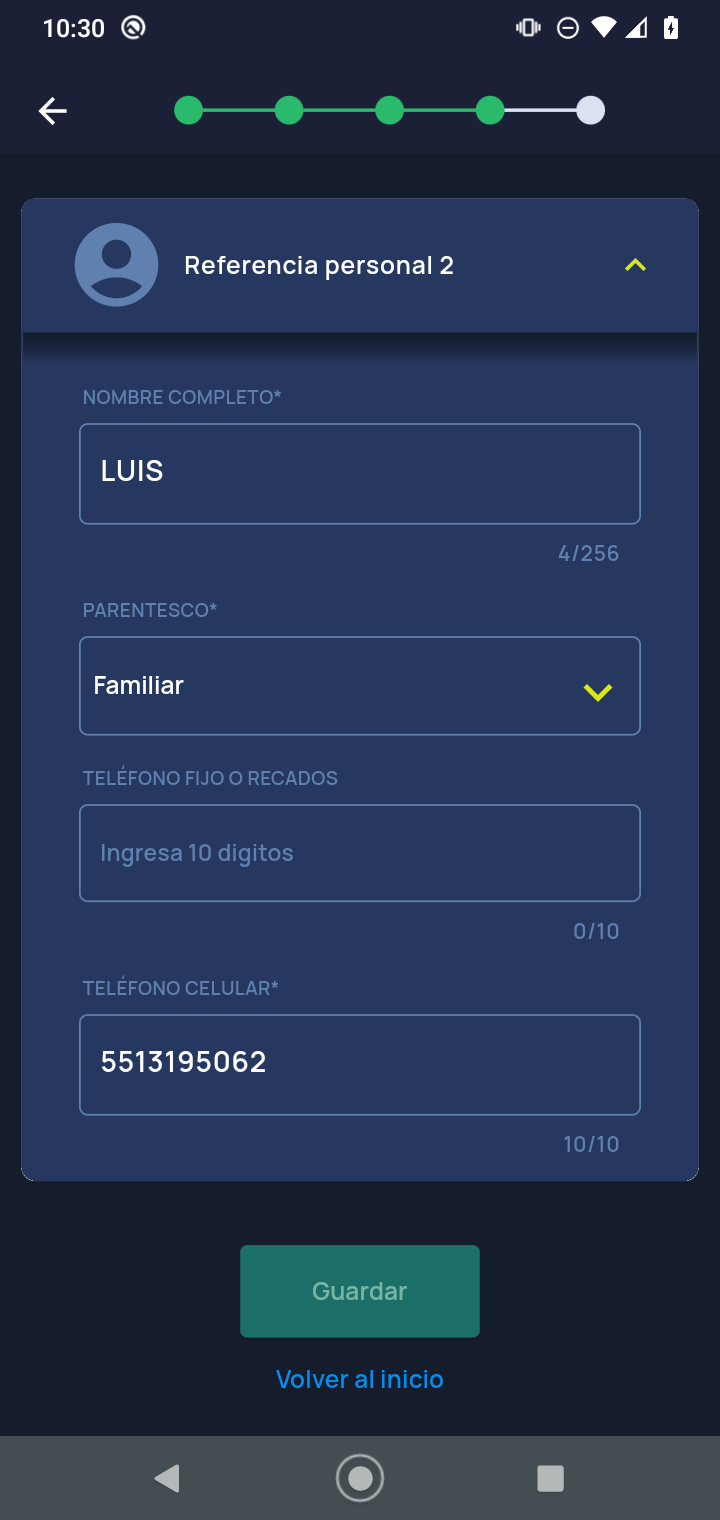 10:30
Referencia personal 2
NOMBRE COMPLETO*
LUIS
4/256
PARENTESCO*
Familiar
TELÉFONO FIJO O RECADOS
Ingresa 10 digitos
0/10
TELÉFONO CELULAR*
5513195062
10/10
Guardar
Volver al inicio